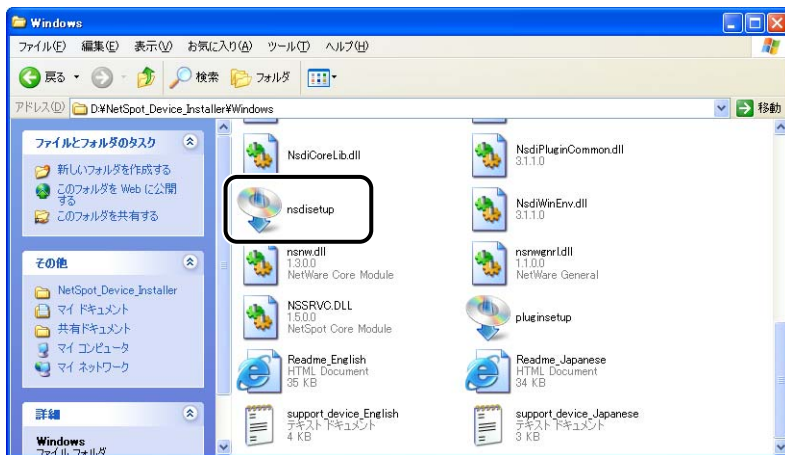 Windows
ファイル(F) 編集(E) 表示(V) お気に入り(A) ツール(T) ヘルプ(H)
戻る 検索 フォルダ
アドレス(D) D:¥NetSpot_Device_Installer¥Windows 移動
ファイルとフォルダのタスク
新しいフォルダを作成する
このフォルダを Web に公開
する
このフォルダを共有する
その他
NetSpot_Device_Installer
マイ ドキュメント
共有ドキュメント
マイ コンピュータ
マイ ネットワーク
詳細
Windows
ファイル フォルダ
NsdiCoreLib.dll
NsdiPluginCommon.dll
3.1.1.0
nsdisetup
NsdiWinEnv.dll
3.1.1.0
nsnw.dll
1.3.0.0
NetWare Core Module
nsnwgnrl.dll
1.1.0.0
NetWare General
NSSRVC.DLL
1.5.0.0
NetSpot Core Module
pluginsetup
Readme_English
HTML Document
35 KB
Readme_Japanese
HTML Document
34 KB
support_device_English
テキスト ドキュメント
4 KB
support_device_Japanese
テキスト ドキュメント
3 KB